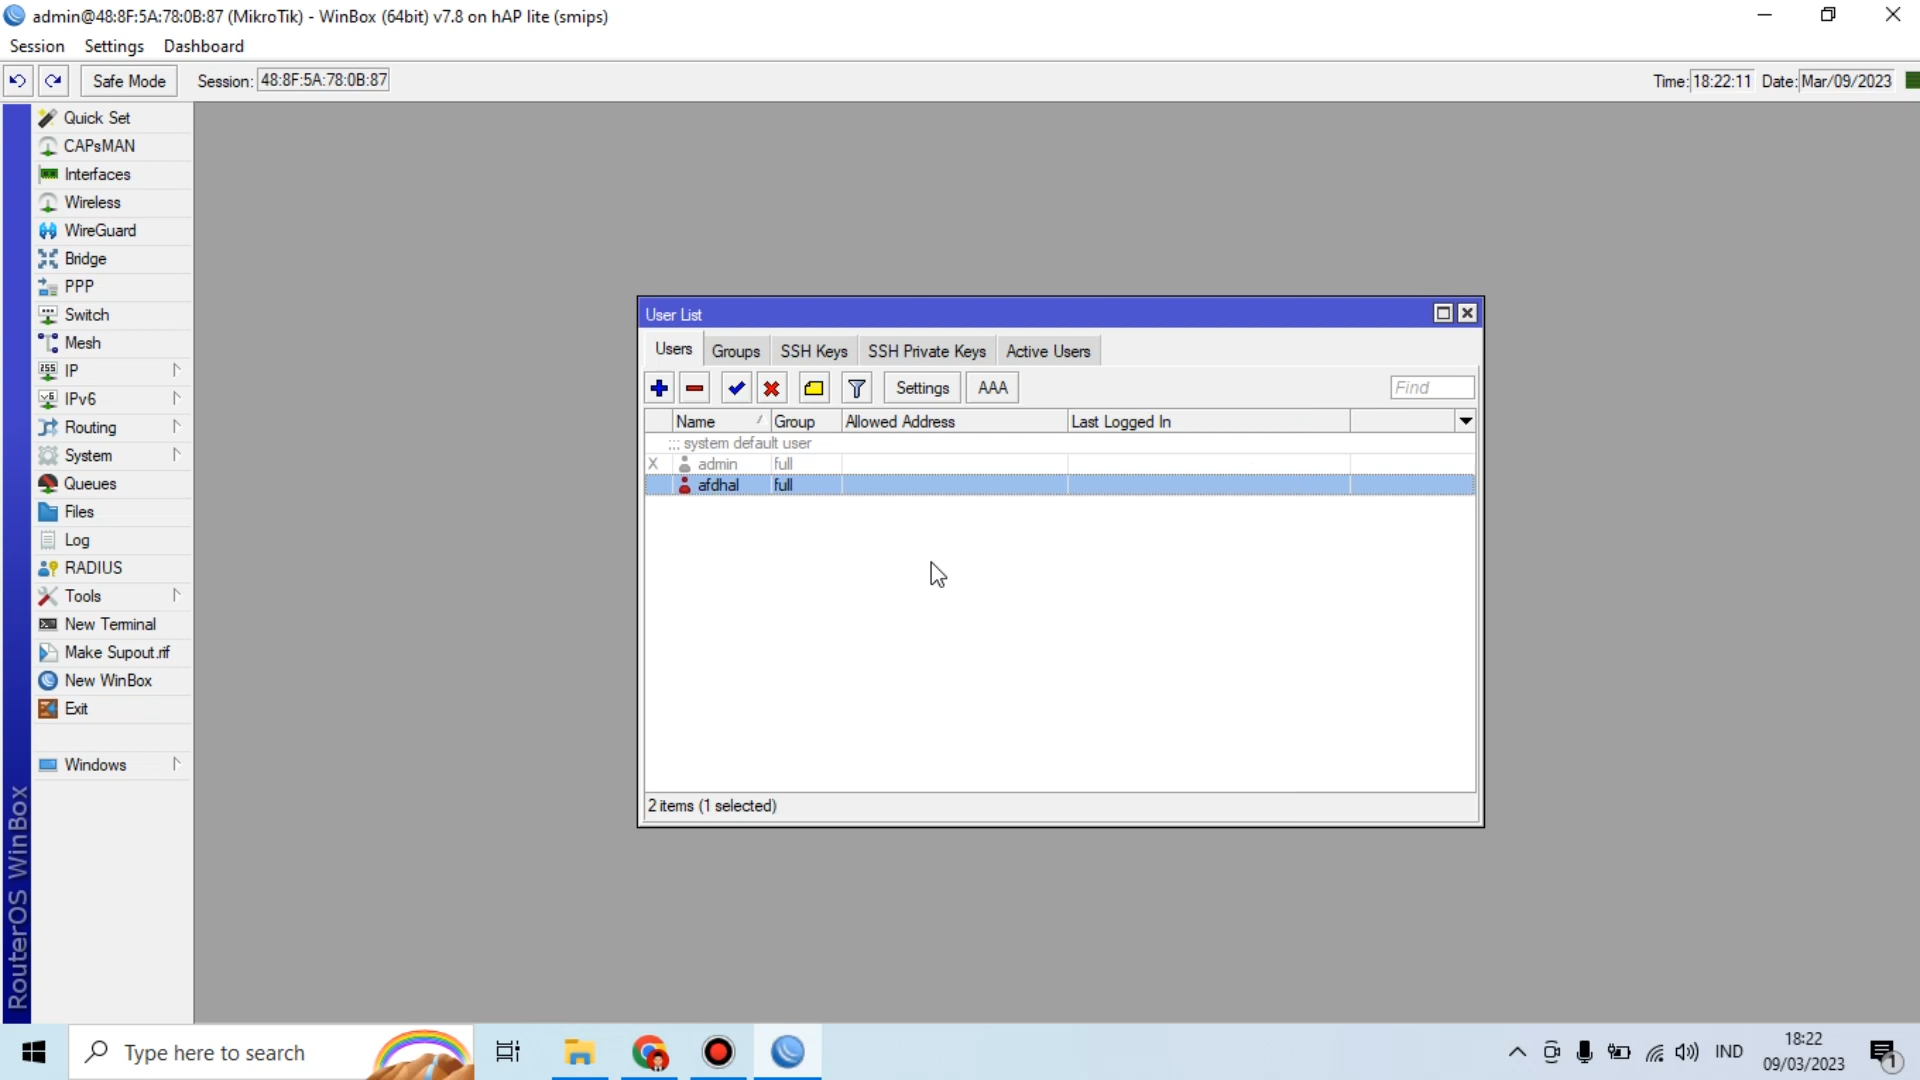 admin@48:8F:5A:78:0B:87 (MikroTik) - WinBox (64bit) v7.8 on hAP lite (smips)
Session Settings Dashboard
Safe Mode Session: 48:8F:5A:78:0B:87 Time: 18:22:11 Date: Mar/09/2023
Quick Set
CAPsMAN
Interfaces
Wireless
WireGuard
Bridge
PPP
Switch
Mesh
IP
IPv6
Routing
System
Queues
Files
Log
RADIUS
Tools
New Terminal
Make Supout.rif
New WinBox
Exit
Windows
RouterOS WinBox
User List
Users Groups SSH Keys SSH Private Keys Active Users
Settings AAA Find
Name Group Allowed Address Last Logged In
;;; system default user
X admin full
afdhal full
2 items (1 selected)
Type here to search
IND
18:22
09/03/2023
1